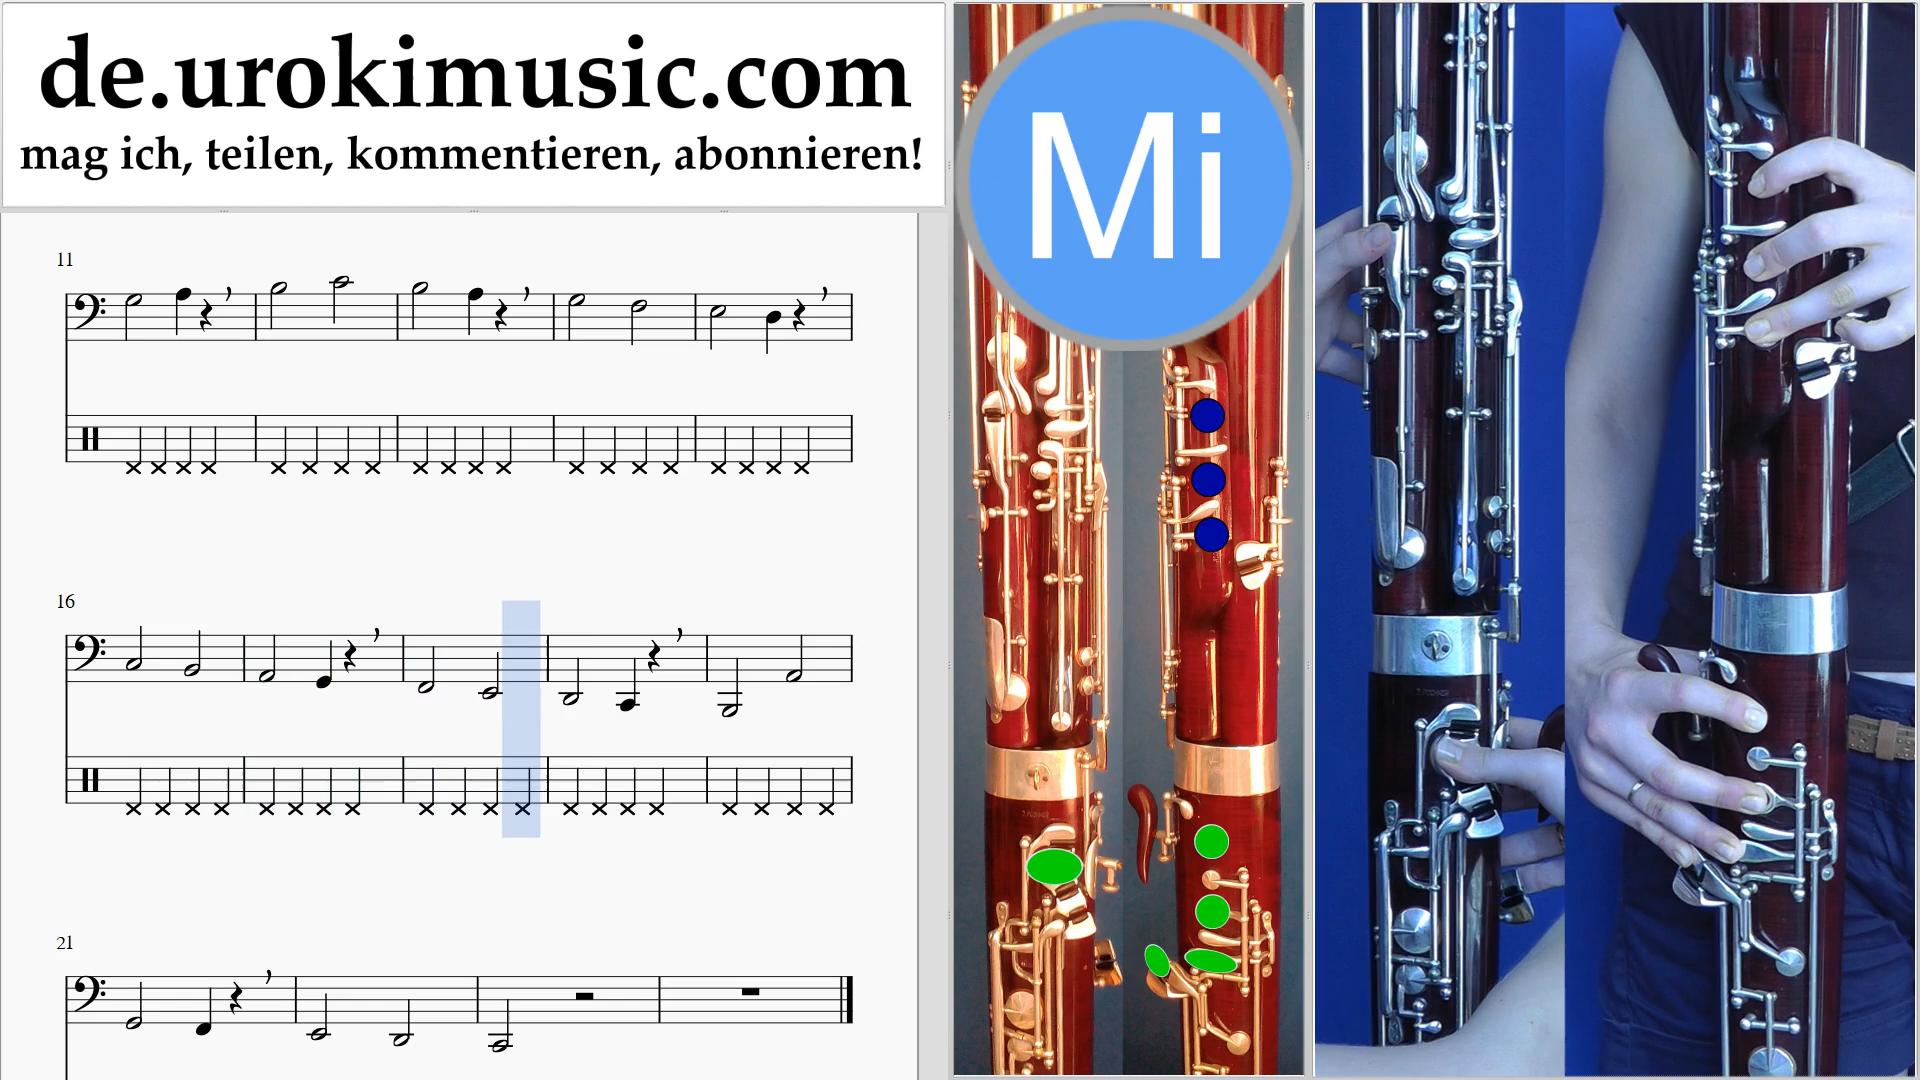 de.urokimusic.com
mag ich, teilen, kommentieren, abonnieren!
Mi
11
16
21